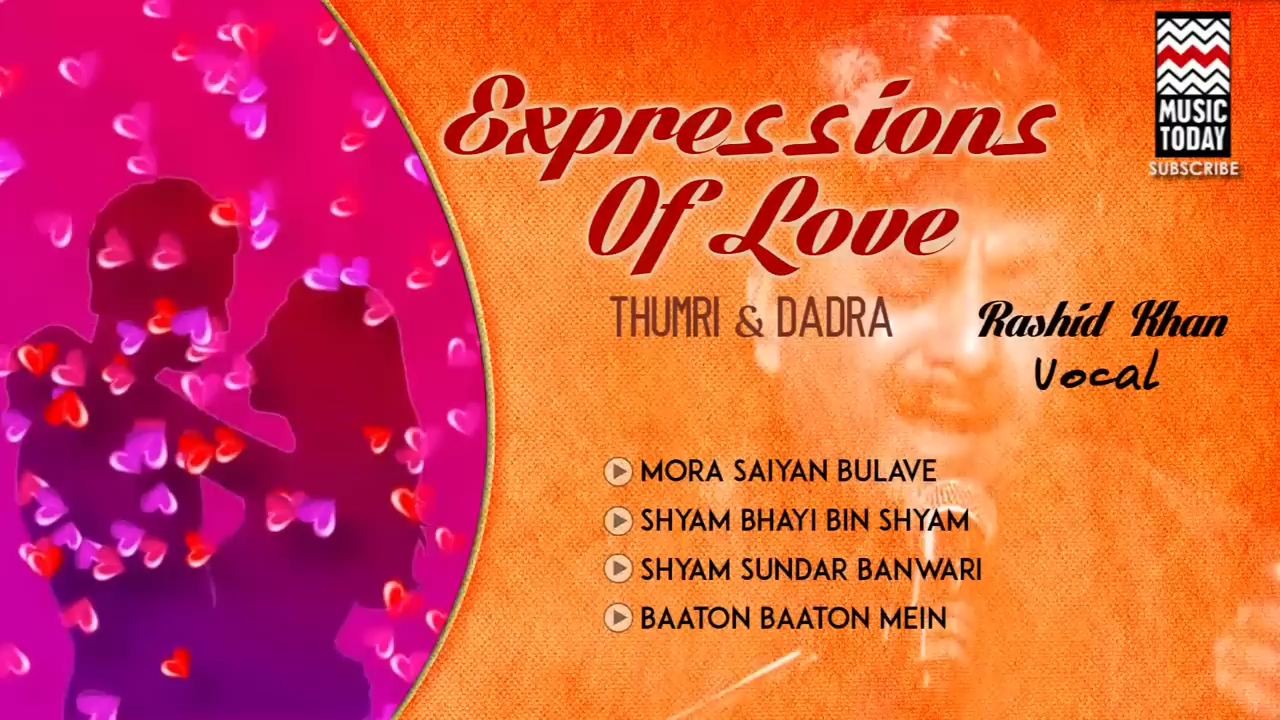 Expressions
Of Love
THUMRI & DADRA
Rashid Khan
Vocal
MORA SAIYAN BULAVE
SHYAM BHAYI BIN SHYAM
SHYAM SUNDAR BANWARI
BAATON BAATON MEIN
MUSIC
TODAY
SUBSCRIBE